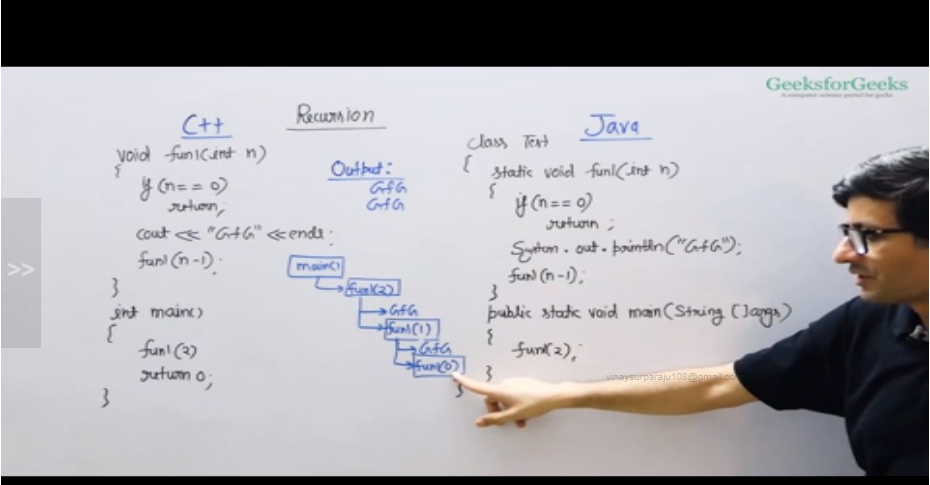 GeeksforGeeks
A computer science portal for geeks
Recursion
C++
void fun1(int n)
{
if (n == 0)
return;
cout << "GfG" << endl;
fun1(n-1);
}
int main()
{
fun1(2)
return 0;
}
Output:
GfG
GfG
main()
fun1(2)
GfG
fun1(1)
GfG
fun1(0)
Java
class Test
{
static void fun1(int n)
{
if (n == 0)
return;
System.out.println("GfG");
fun1(n-1);
}
public static void main(String []args)
{
fun1(2);
}
}
vinaysurparaju108@gmail.co
>>